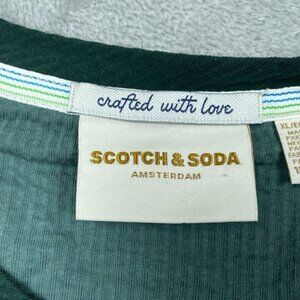 crafted with love
SCOTCH & SODA
AMSTERDAM